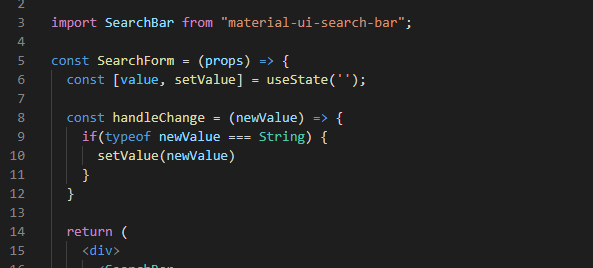 2
3 import SearchBar from "material-ui-search-bar";
4
5 const SearchForm = (props) => {
6 const [value, setValue] = useState('');
7
8 const handleChange = (newValue) => {
9 if(typeof newValue === String) {
10 setValue(newValue)
11 }
12 }
13
14 return (
15 <div>
16 <SearchBar